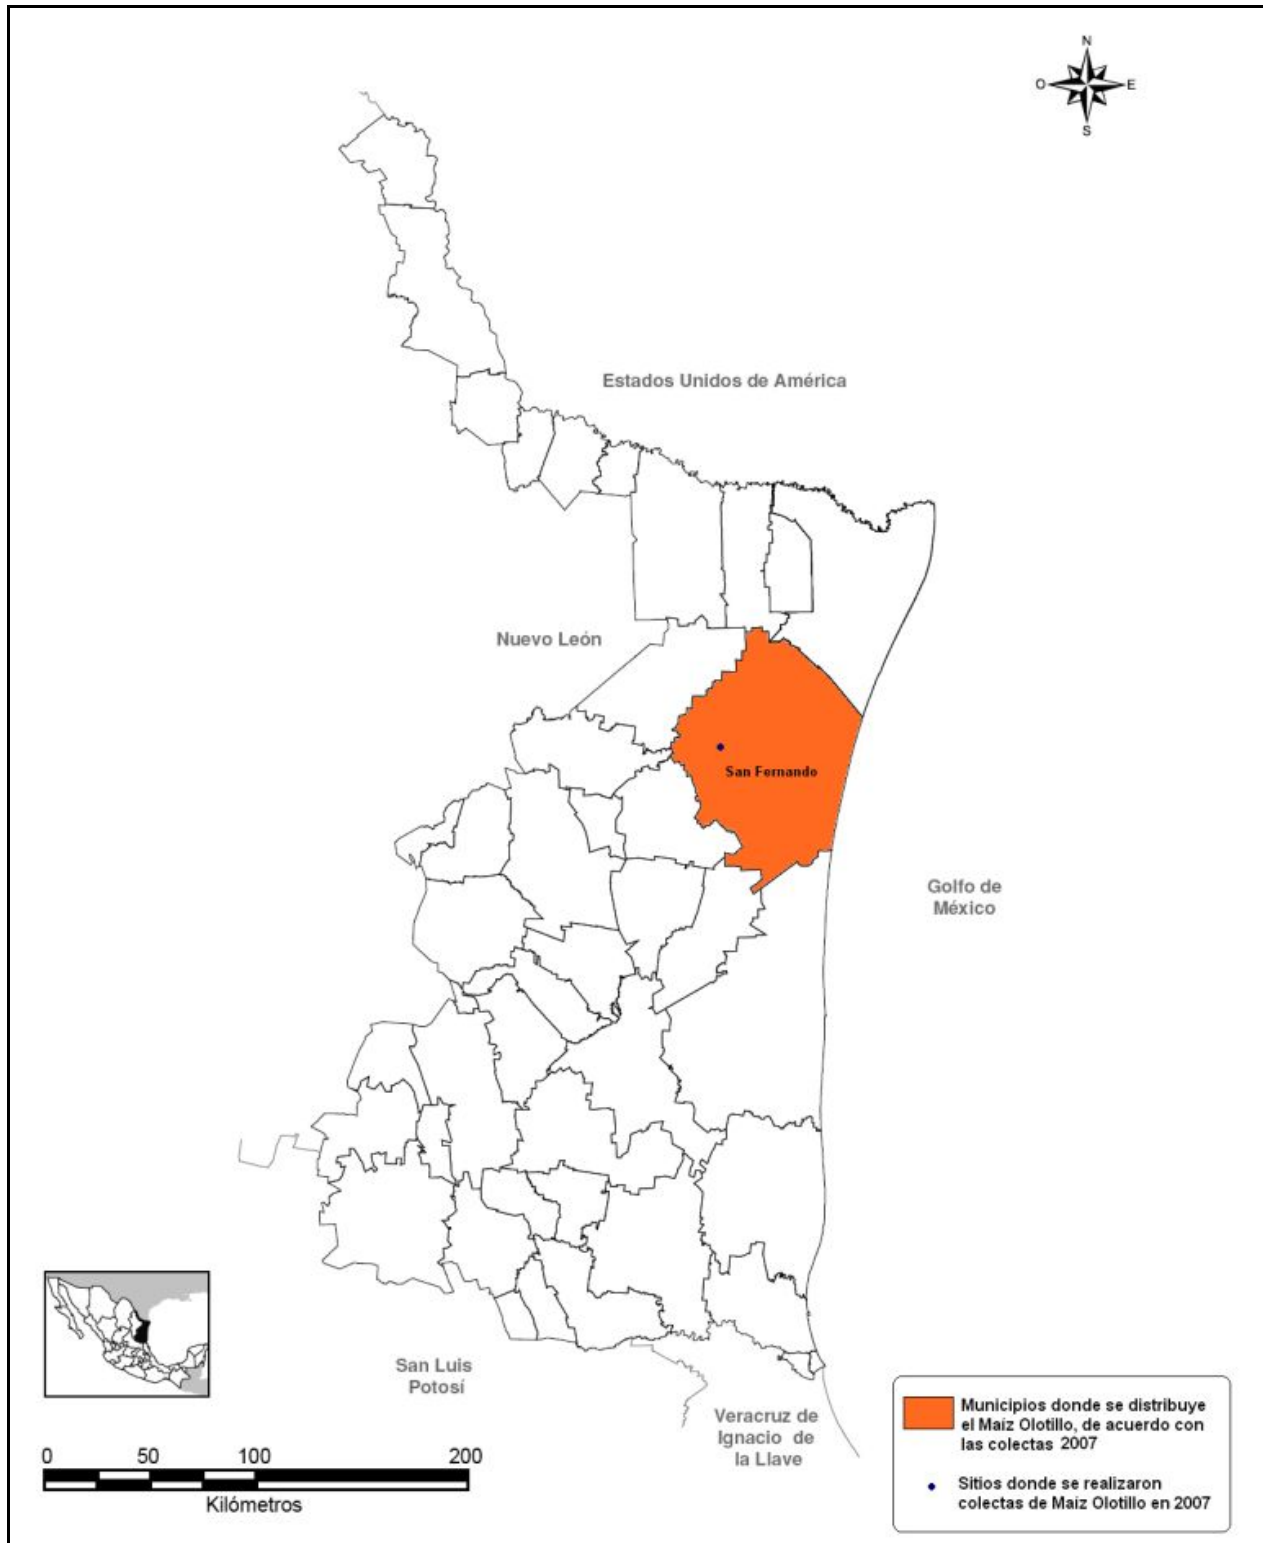 N
O
E
S
Estados Unidos de América
Nuevo León
San Fernando
Golfo de
México
San Luis
Potosí
Veracruz de
Ignacio de
la Llave
0 50 100 200
Kilómetros
Municipios donde se distribuye
el Maíz Olotillo, de acuerdo con
las colectas 2007
Sitios donde se realizaron
colectas de Maíz Olotillo en 2007